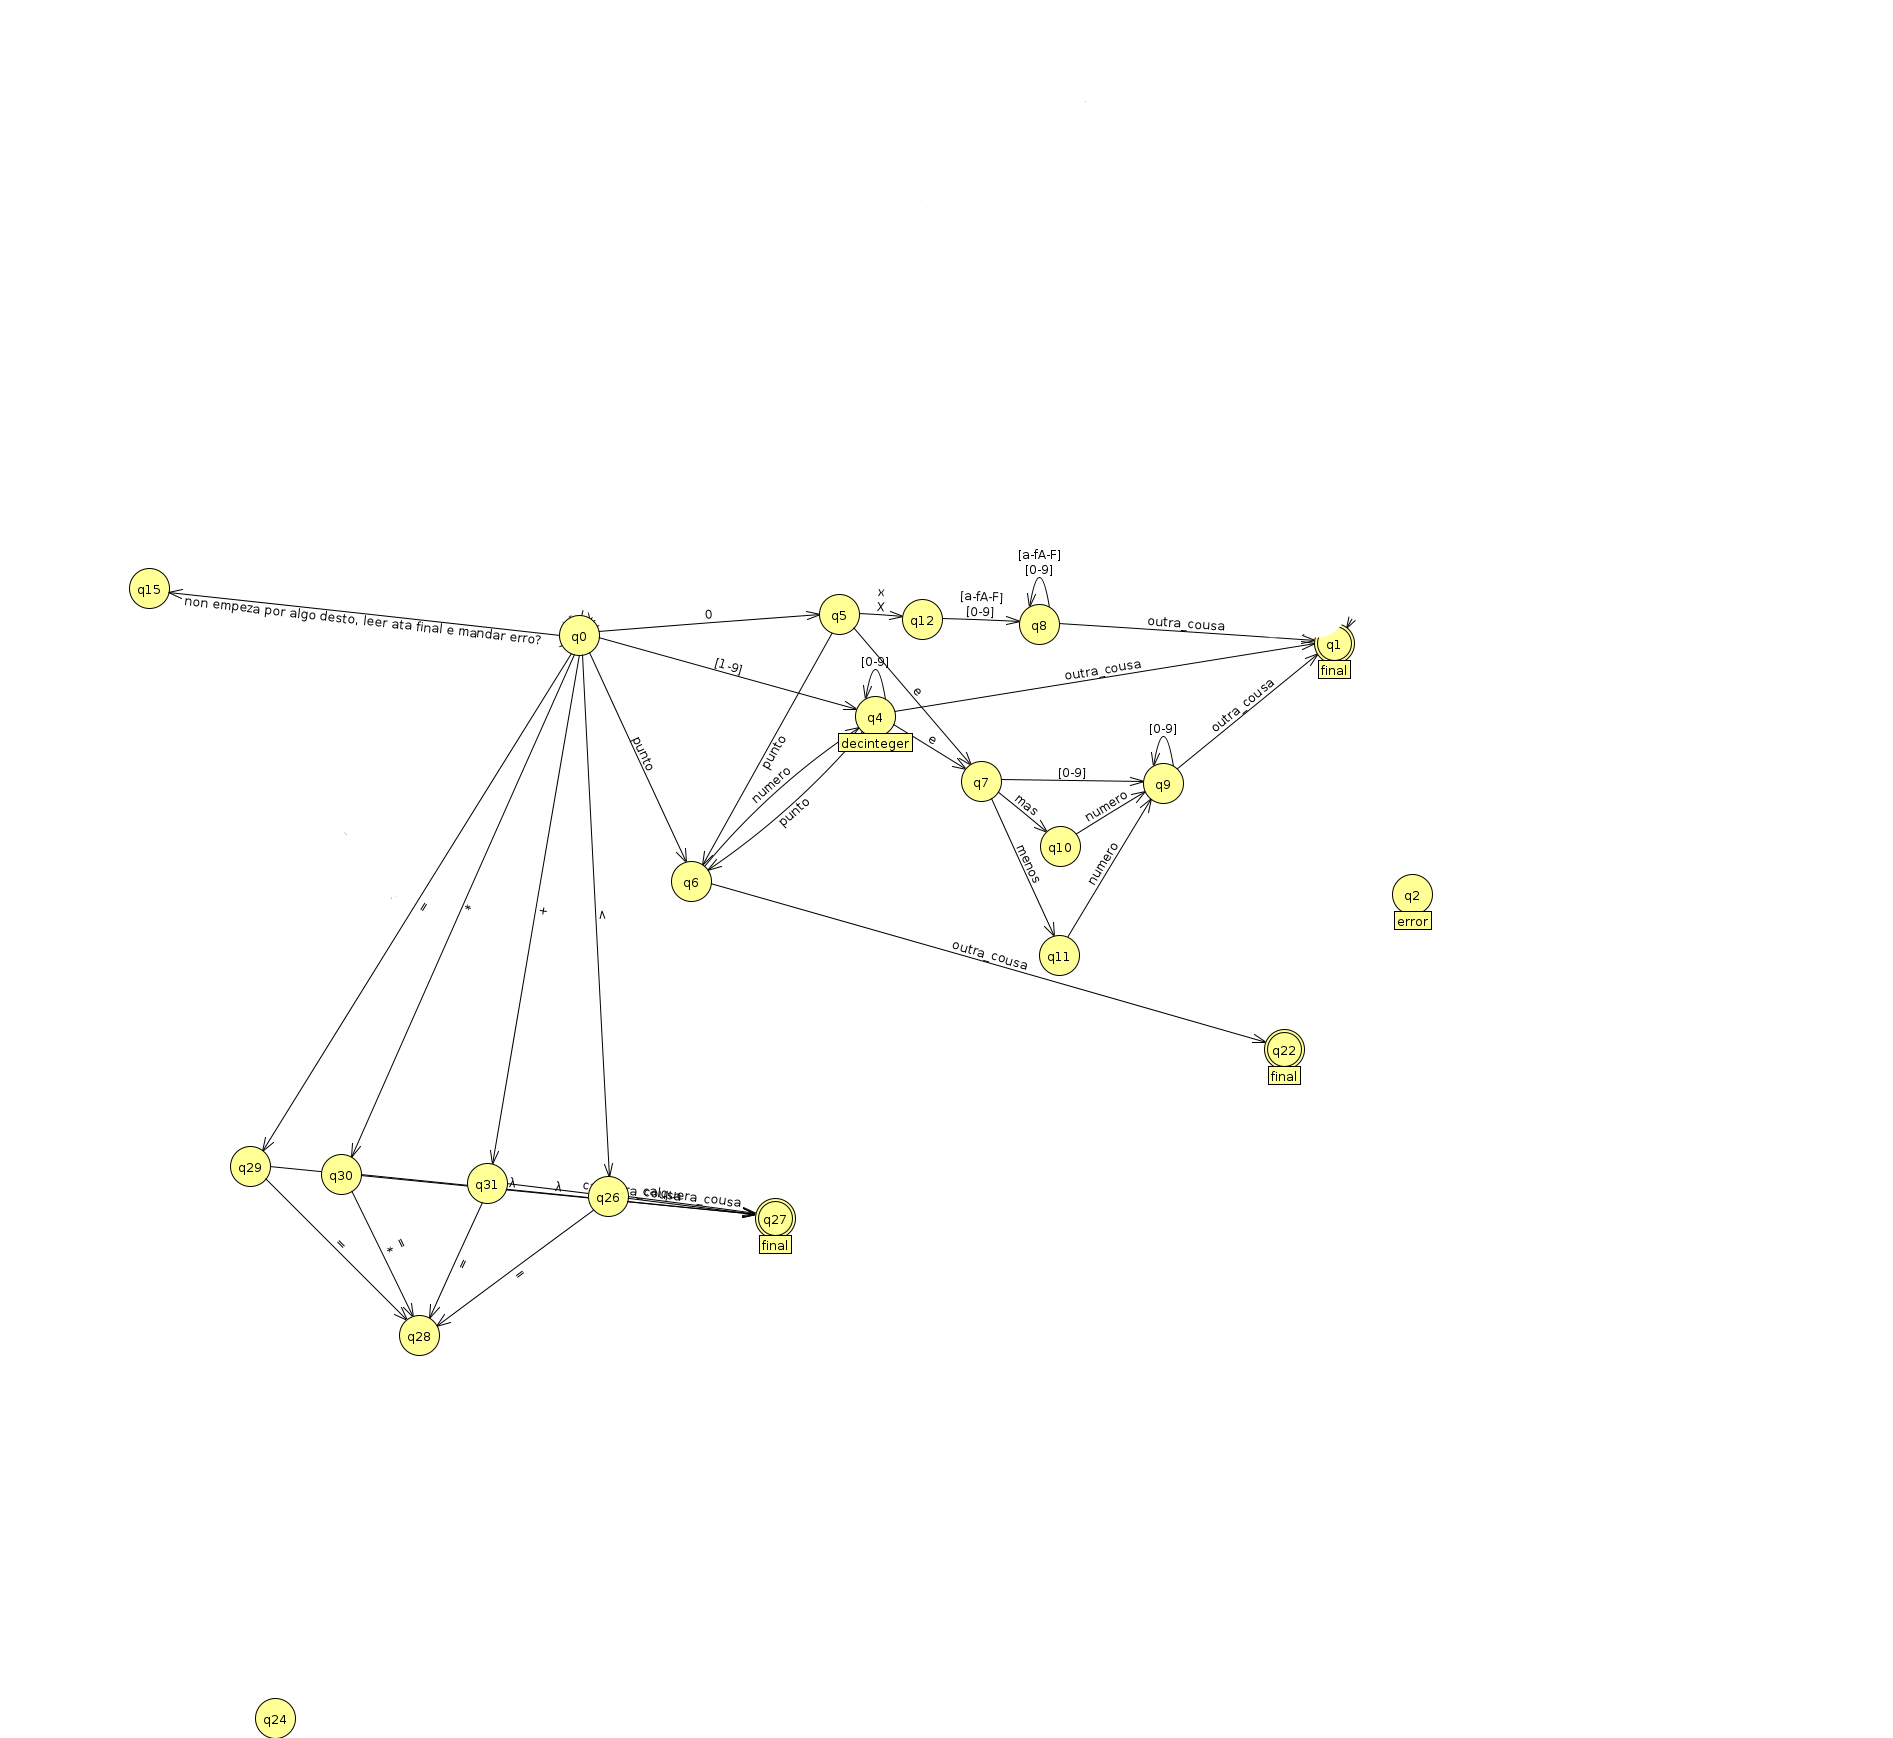 [a-fA-F]
[0-9]
x
X
[a-fA-F]
[0-9]
q15
non empeza por algo desto, leer ata final e mandar erro?
q0
0
q5
q12
q8
outra_cousa
q1
final
[1-9]
[0-9]
outra_cousa
e
q4
decinteger
e
outra_cousa
punto
punto
numero
punto
q7
[0-9]
[0-9]
q9
mas
numero
q10
menos
numero
q6
q2
error
=
*
+
<
outra_cousa
q11
q22
final
q29
q30
q31
λ
λ
q26
calquera_cousa
q27
final
=
*
=
=
=
q28
q24